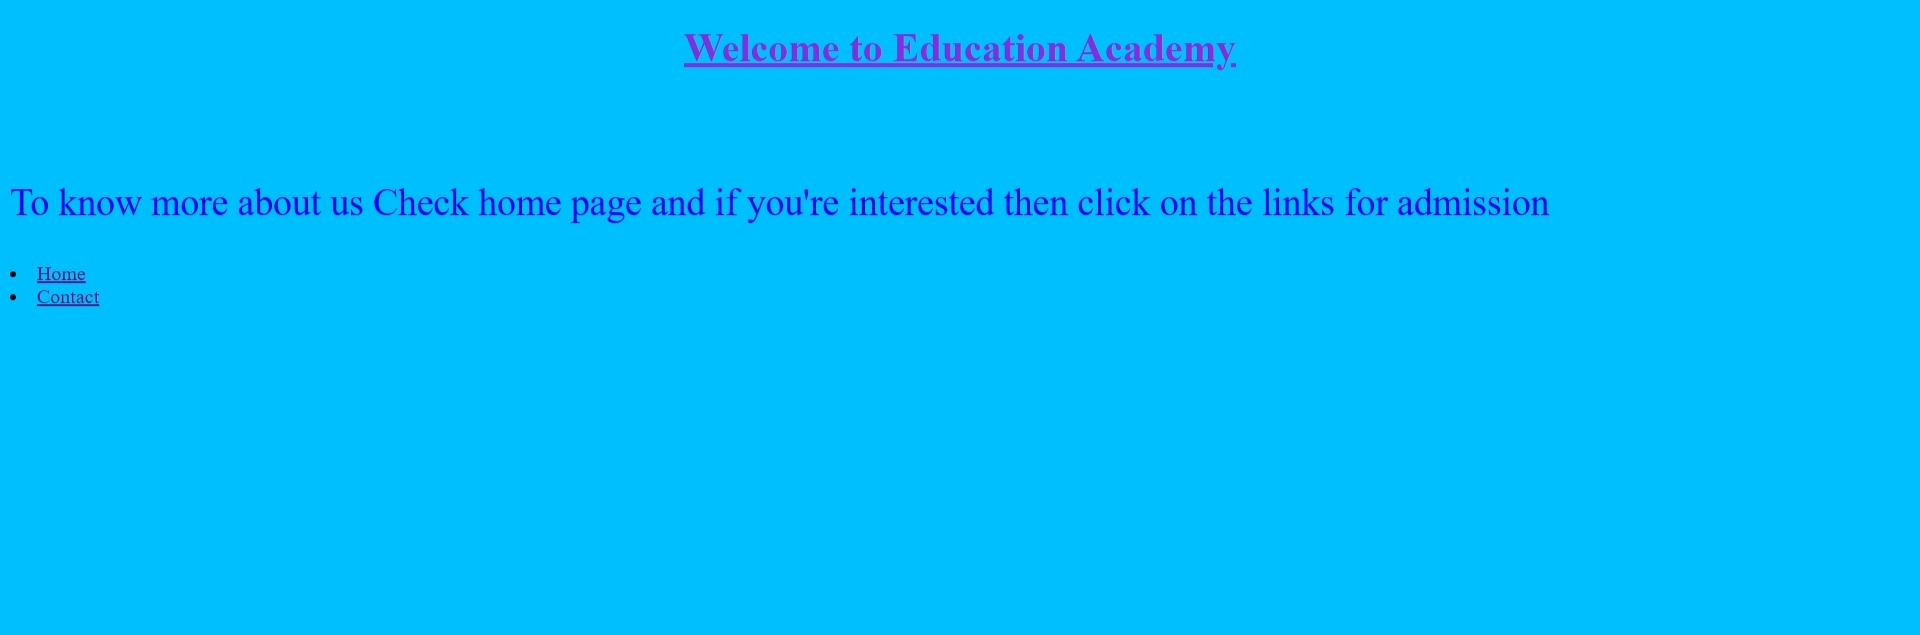 Welcome to Education Academy
To know more about us Check home page and if you're interested then click on the links for admission
Home
Contact